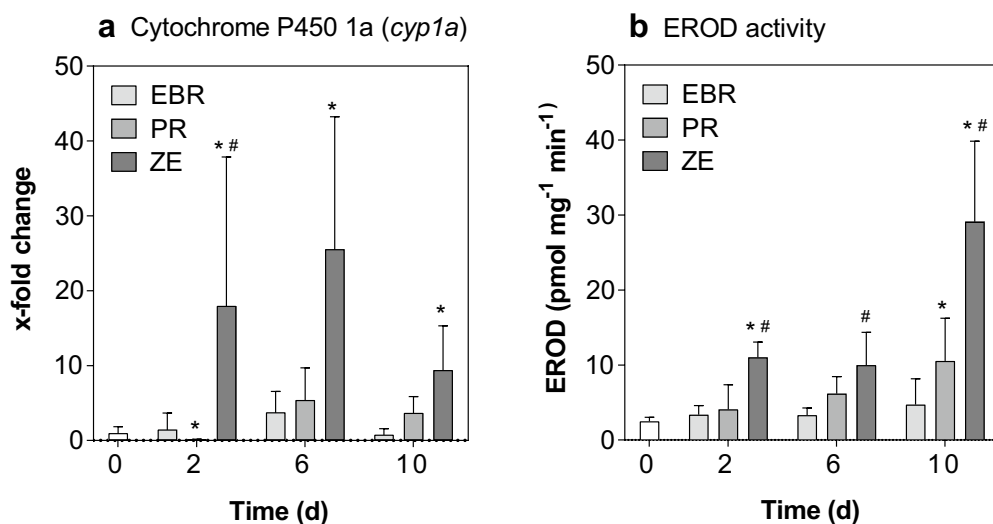 a Cytochrome P450 1a (cyp1a)
50
40
30
20
10
0
x-fold change
EBR
PR
ZE
* #
*
*
*
0 2 6 10
Time (d)
b EROD activity
50
40
30
20
10
0
EROD (pmol mg⁻¹ min⁻¹)
EBR
PR
ZE
* #
* #
#
*
0 2 6 10
Time (d)